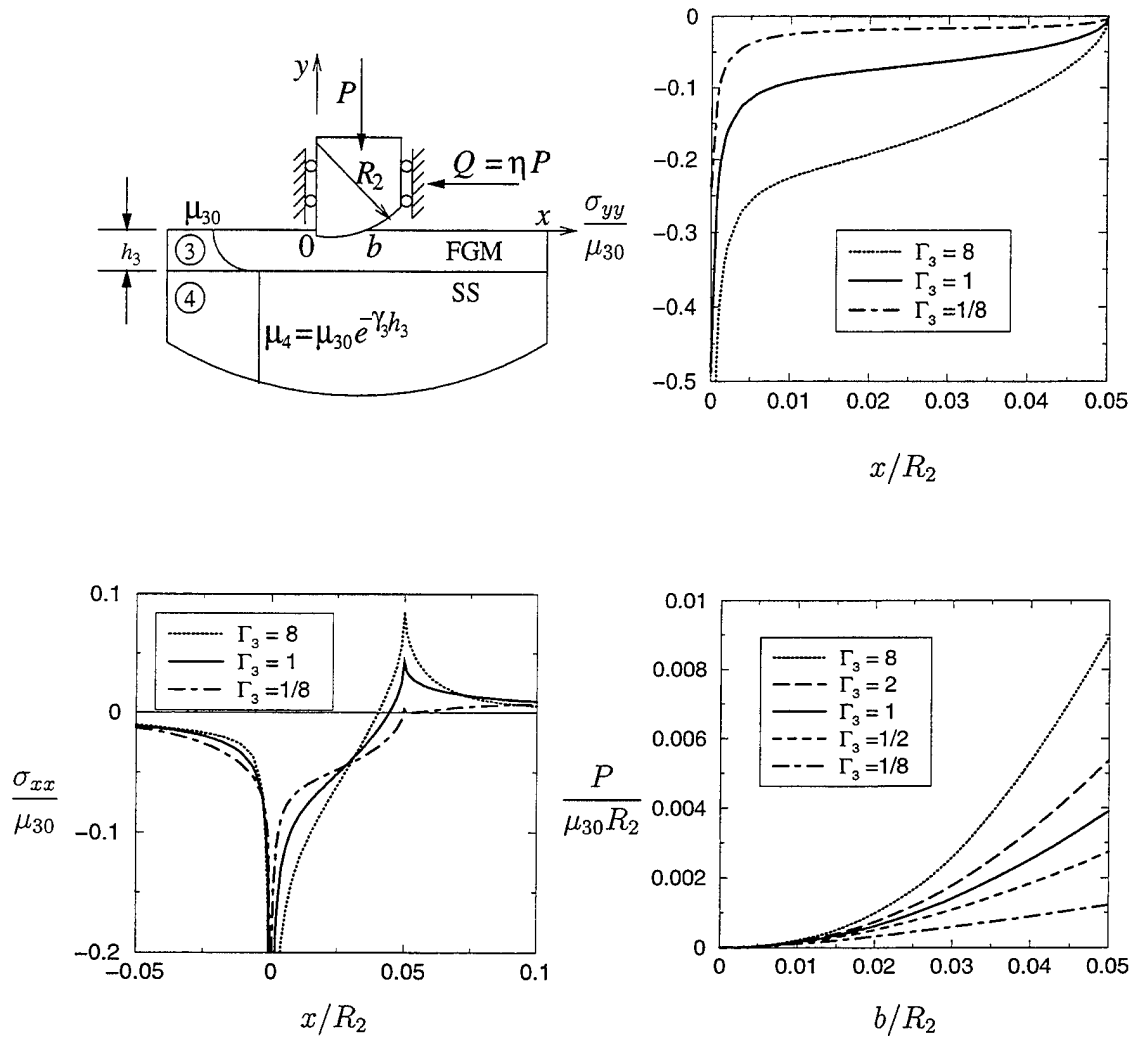 y
P
R₂
Q = ηP
μ₃₀
x
0
b
h₃
③
FGM
④
SS
μ₄ = μ₃₀e^{-γ₃h₃}
σ_yy
μ₃₀
0
−0.1
−0.2
−0.3
−0.4
−0.5
Γ₃ = 8
Γ₃ = 1
Γ₃ =1/8
0 0.01 0.02 0.03 0.04 0.05
x/R₂
σ_xx
μ₃₀
0.1
0
−0.1
−0.2
Γ₃ = 8
Γ₃ = 1
Γ₃ =1/8
−0.05 0 0.05 0.1
x/R₂
P
μ₃₀R₂
0.01
0.008
0.006
0.004
0.002
0
Γ₃ = 8
Γ₃ = 2
Γ₃ = 1
Γ₃ =1/2
Γ₃ =1/8
0 0.01 0.02 0.03 0.04 0.05
b/R₂